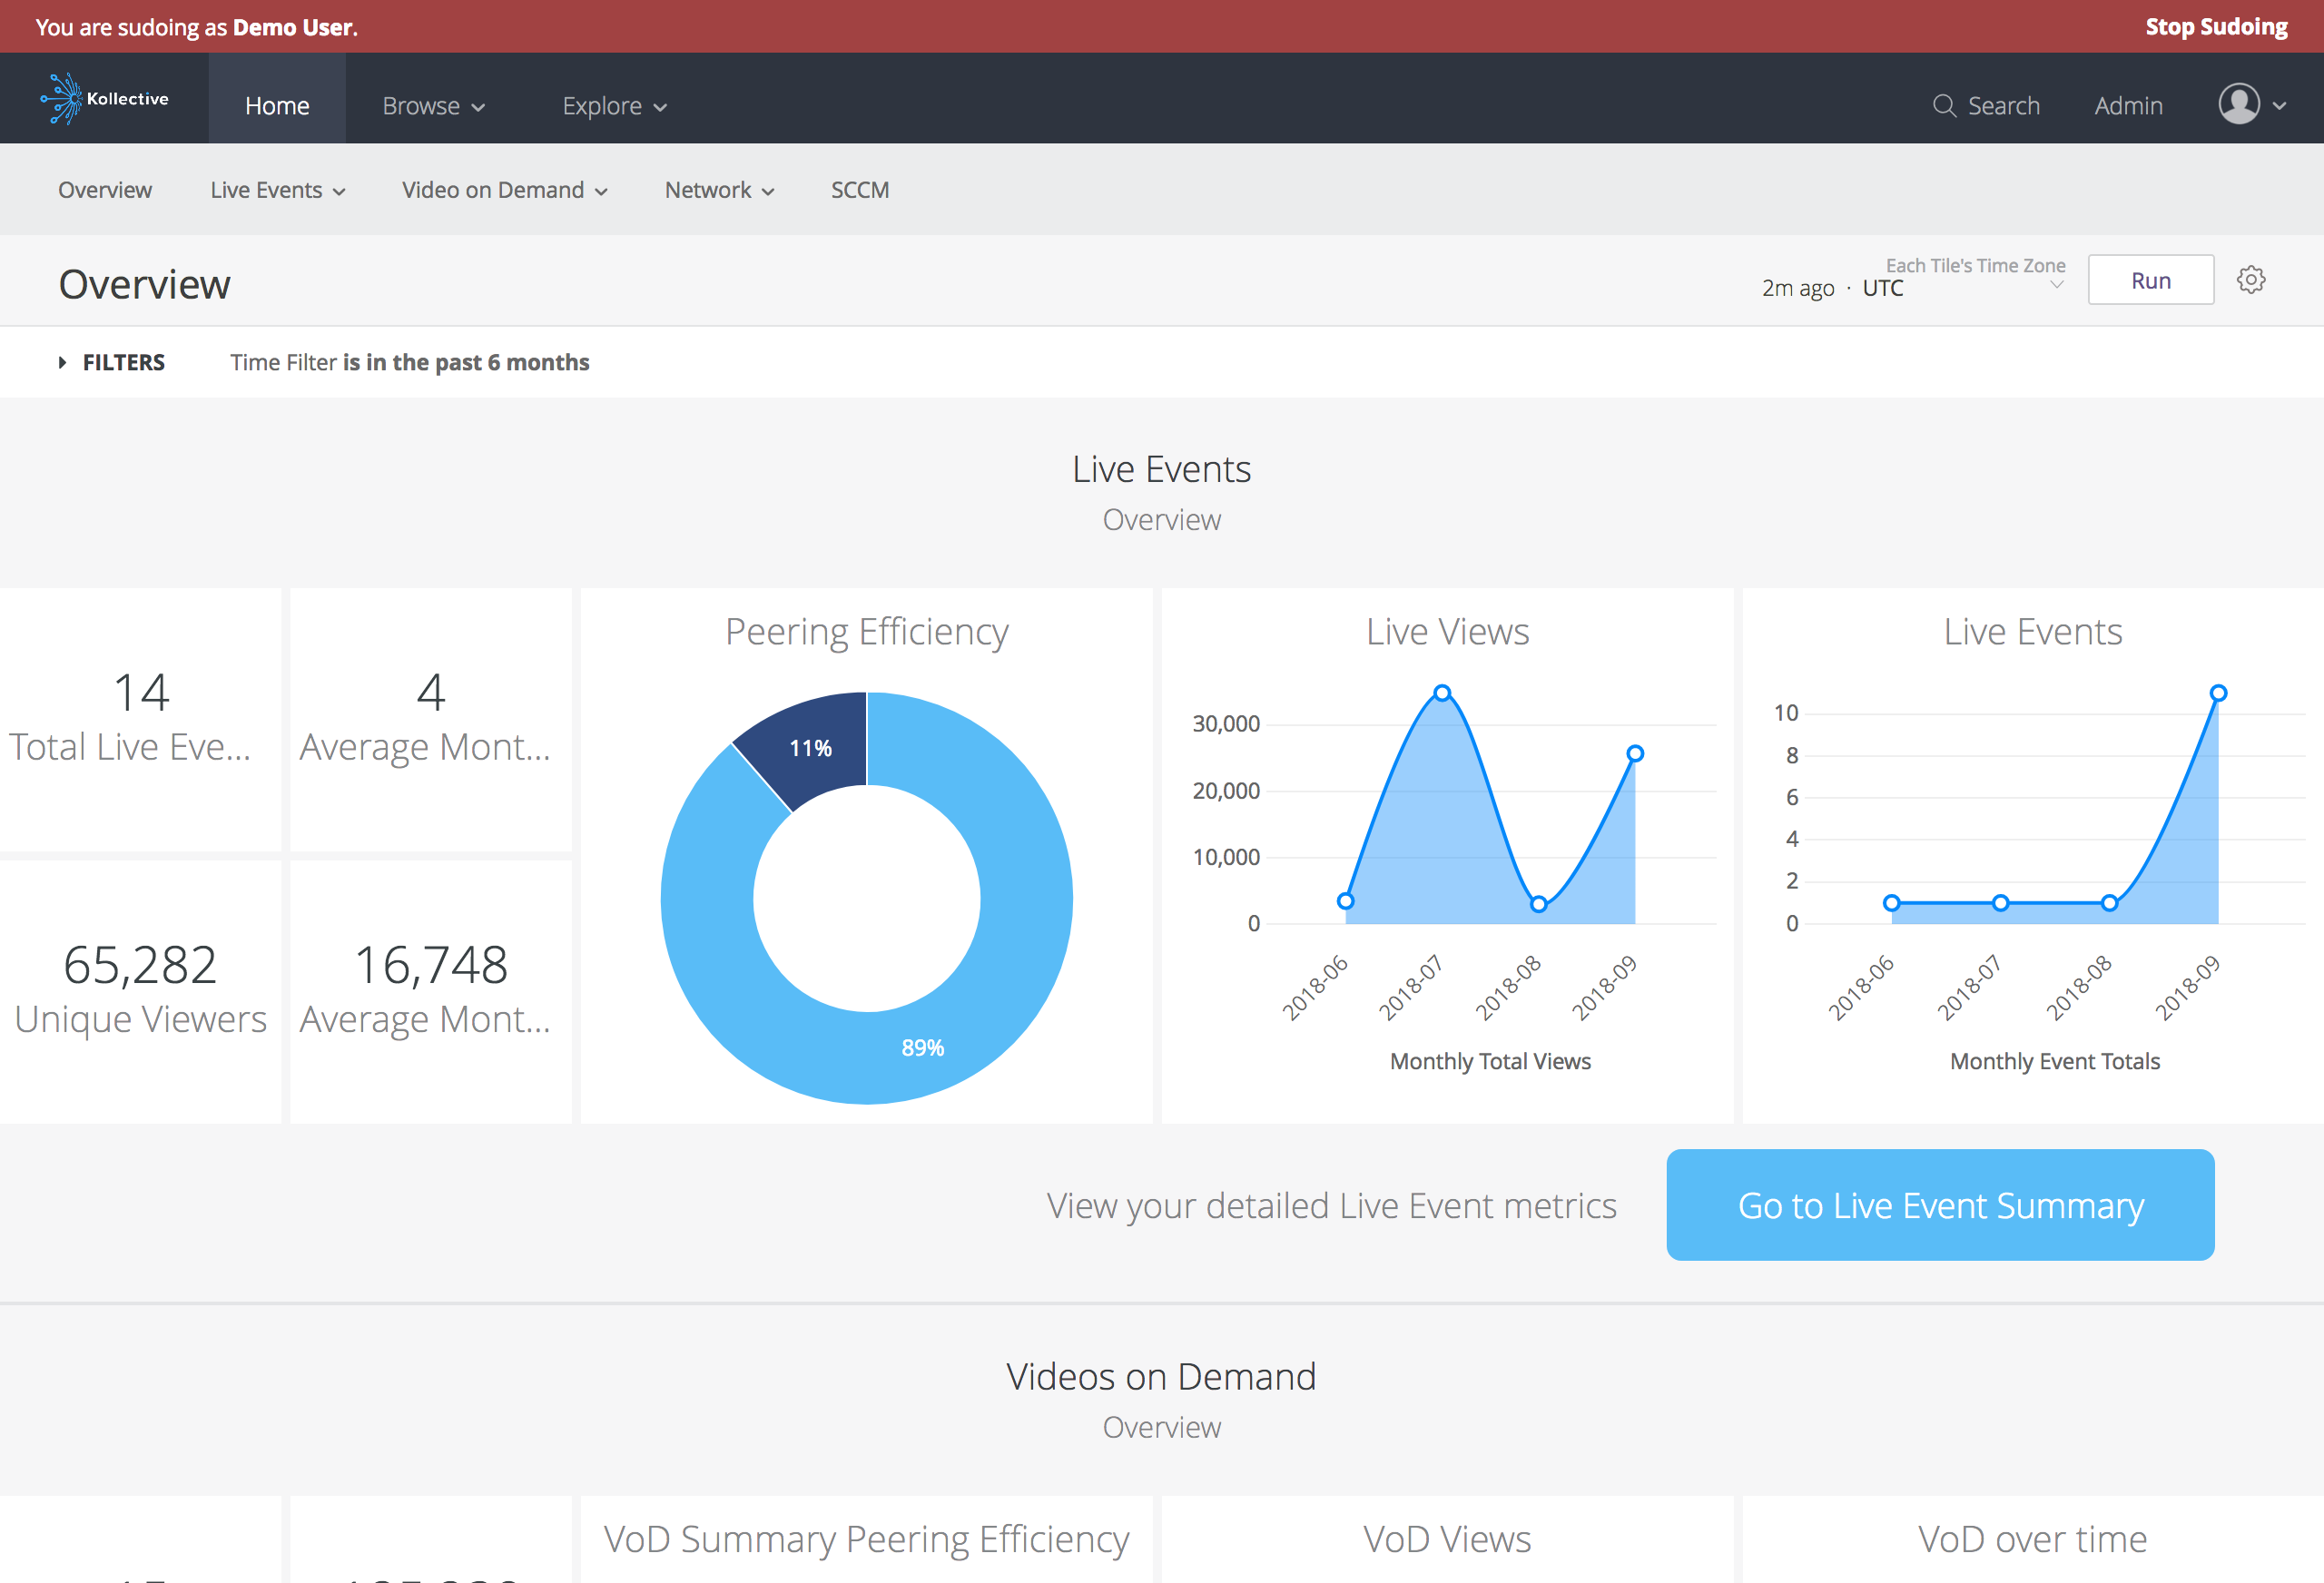 You are sudoing as Demo User.
Stop Sudoing
Kollective
Home
Browse
Explore
Search
Admin
Overview
Live Events
Video on Demand
Network
SCCM
Overview
Each Tile's Time Zone
2m ago · UTC
Run
FILTERS
Time Filter is in the past 6 months
Live Events
Overview
14
Total Live Eve...
4
Average Mont...
65,282
Unique Viewers
16,748
Average Mont...
Peering Efficiency
11%
89%
Live Views
30,000
20,000
10,000
0
2018-06
2018-07
2018-08
2018-09
Monthly Total Views
Live Events
10
8
6
4
2
0
2018-06
2018-07
2018-08
2018-09
Monthly Event Totals
View your detailed Live Event metrics
Go to Live Event Summary
Videos on Demand
Overview
VoD Summary Peering Efficiency
VoD Views
VoD over time